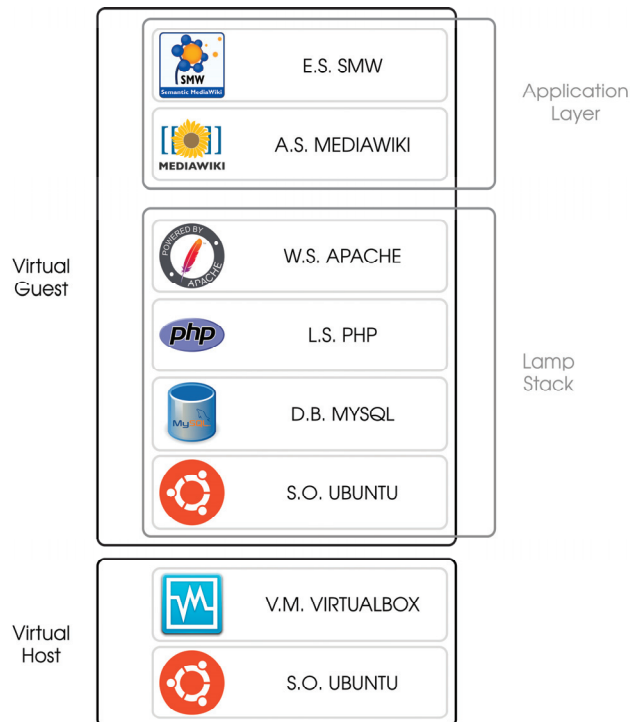 SMW
Semantic MediaWiki
E.S. SMW
[[ ]]
MEDIAWIKI
A.S. MEDIAWIKI
Application
Layer
POWERED BY
APACHE
W.S. APACHE
Virtual
Guest
php
L.S. PHP
Lamp
Stack
MySQL
D.B. MYSQL
S.O. UBUNTU
V.M. VIRTUALBOX
Virtual
Host
S.O. UBUNTU